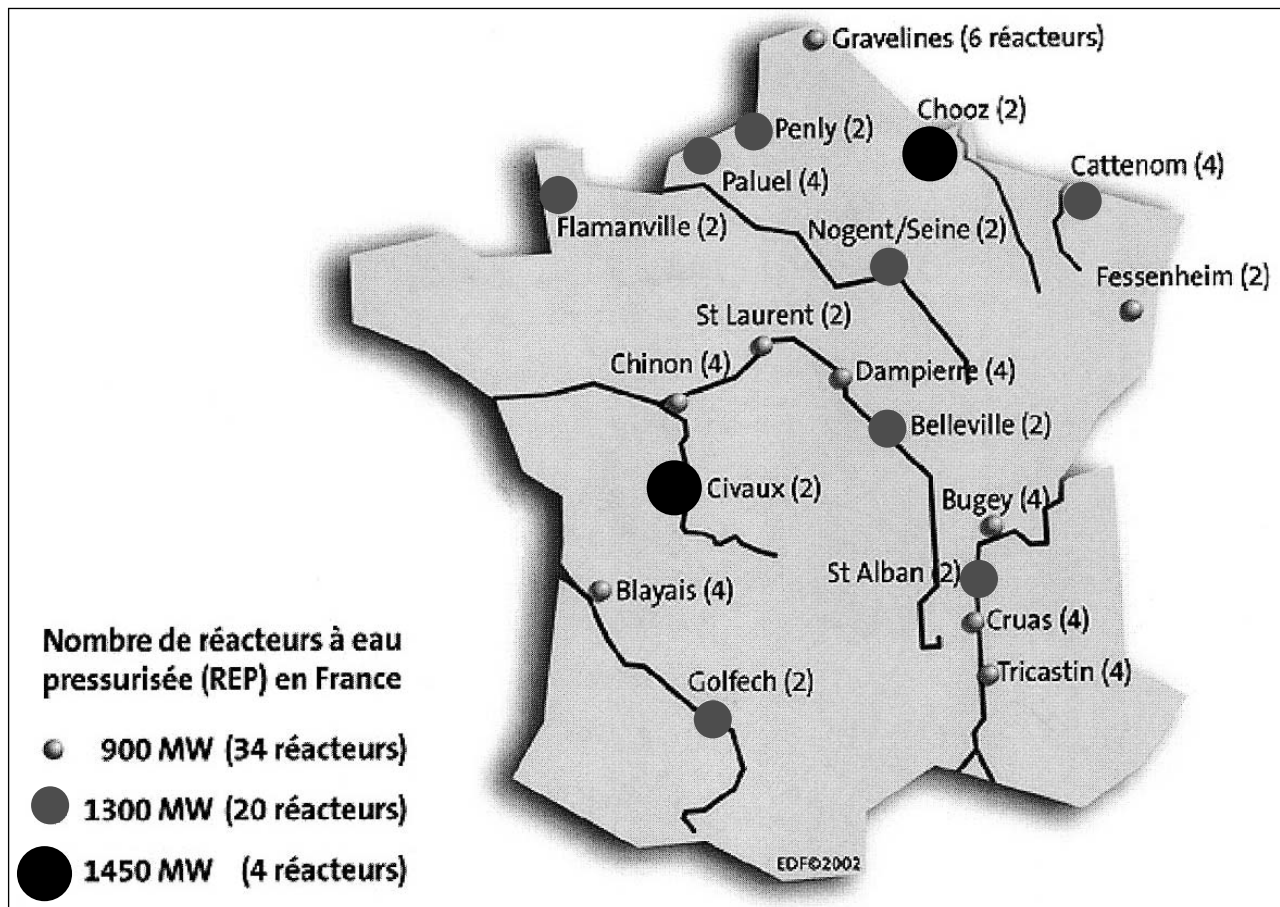 Gravelines (6 réacteurs)
Chooz (2)
Penly (2)
Cattenom (4)
Paluel (4)
Flamanville (2)
Nogent/Seine (2)
Fessenheim (2)
St Laurent (2)
Chinon (4)
Dampierre (4)
Belleville (2)
Civaux (2)
Bugey (4)
St Alban (2)
Blayais (4)
Cruas (4)
Tricastin (4)
Golfech (2)
Nombre de réacteurs à eau
pressurisée (REP) en France
900 MW (34 réacteurs)
1300 MW (20 réacteurs)
1450 MW (4 réacteurs)
EDF©2002